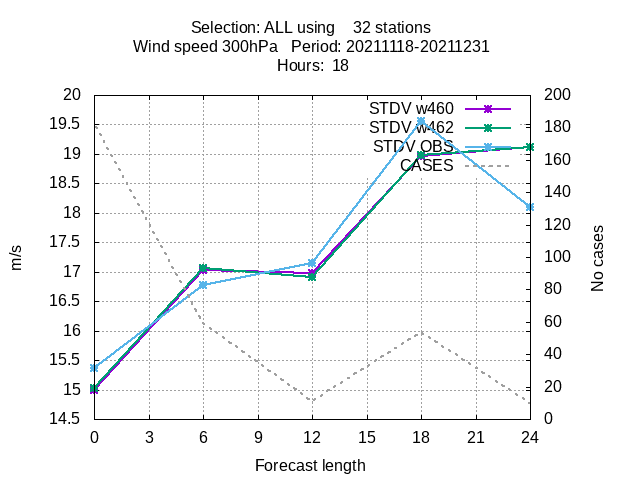 Selection: ALL using    32 stations
Wind speed 300hPa   Period: 20211118-20211231
Hours:  18
STDV w460
STDV w462
STDV OBS
CASES
20
19.5
19
18.5
18
17.5
17
16.5
16
15.5
15
14.5
200
180
160
140
120
100
80
60
40
20
0
m/s
No cases
0 3 6 9 12 15 18 21 24
Forecast length